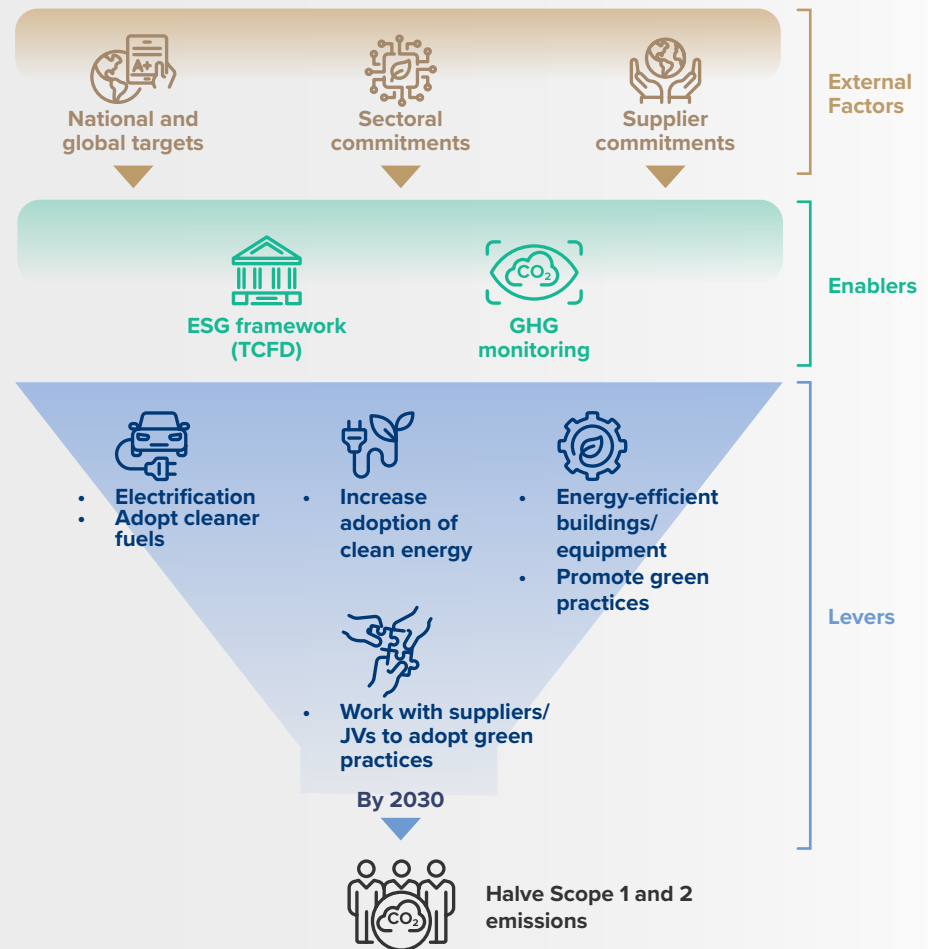 A+
National and
global targets
Sectoral
commitments
Supplier
commitments
External
Factors
ESG framework
(TCFD)
CO₂
GHG
monitoring
Enablers
• Electrification
• Adopt cleaner
fuels
• Increase
adoption of
clean energy
• Energy-efficient
buildings/
equipment
• Promote green
practices
• Work with suppliers/
JVs to adopt green
practices
Levers
By 2030
CO₂
Halve Scope 1 and 2
emissions